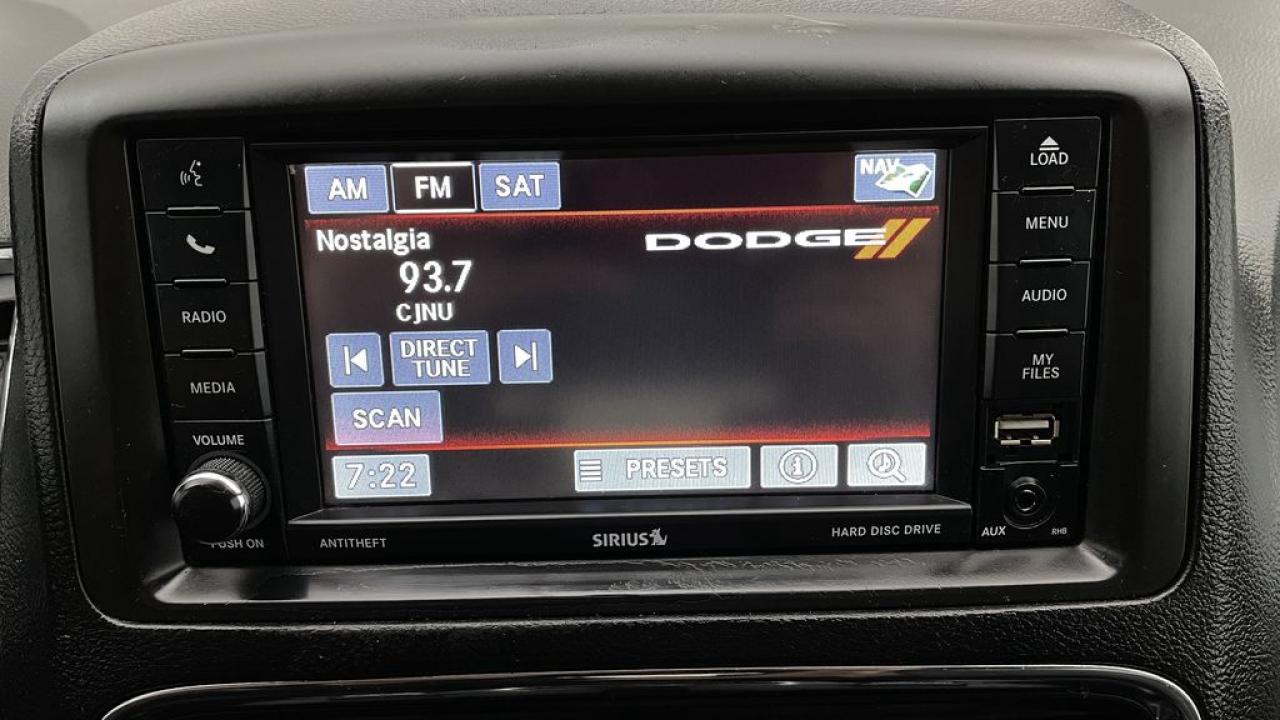 AM FM SAT NAV
LOAD
Nostalgia DODGE
93.7
CJNU
MENU
RADIO
AUDIO
DIRECT
TUNE
MY
FILES
MEDIA
SCAN
VOLUME
7:22 PRESETS
PUSH ON ANTITHEFT SIRIUS HARD DISC DRIVE AUX RHB